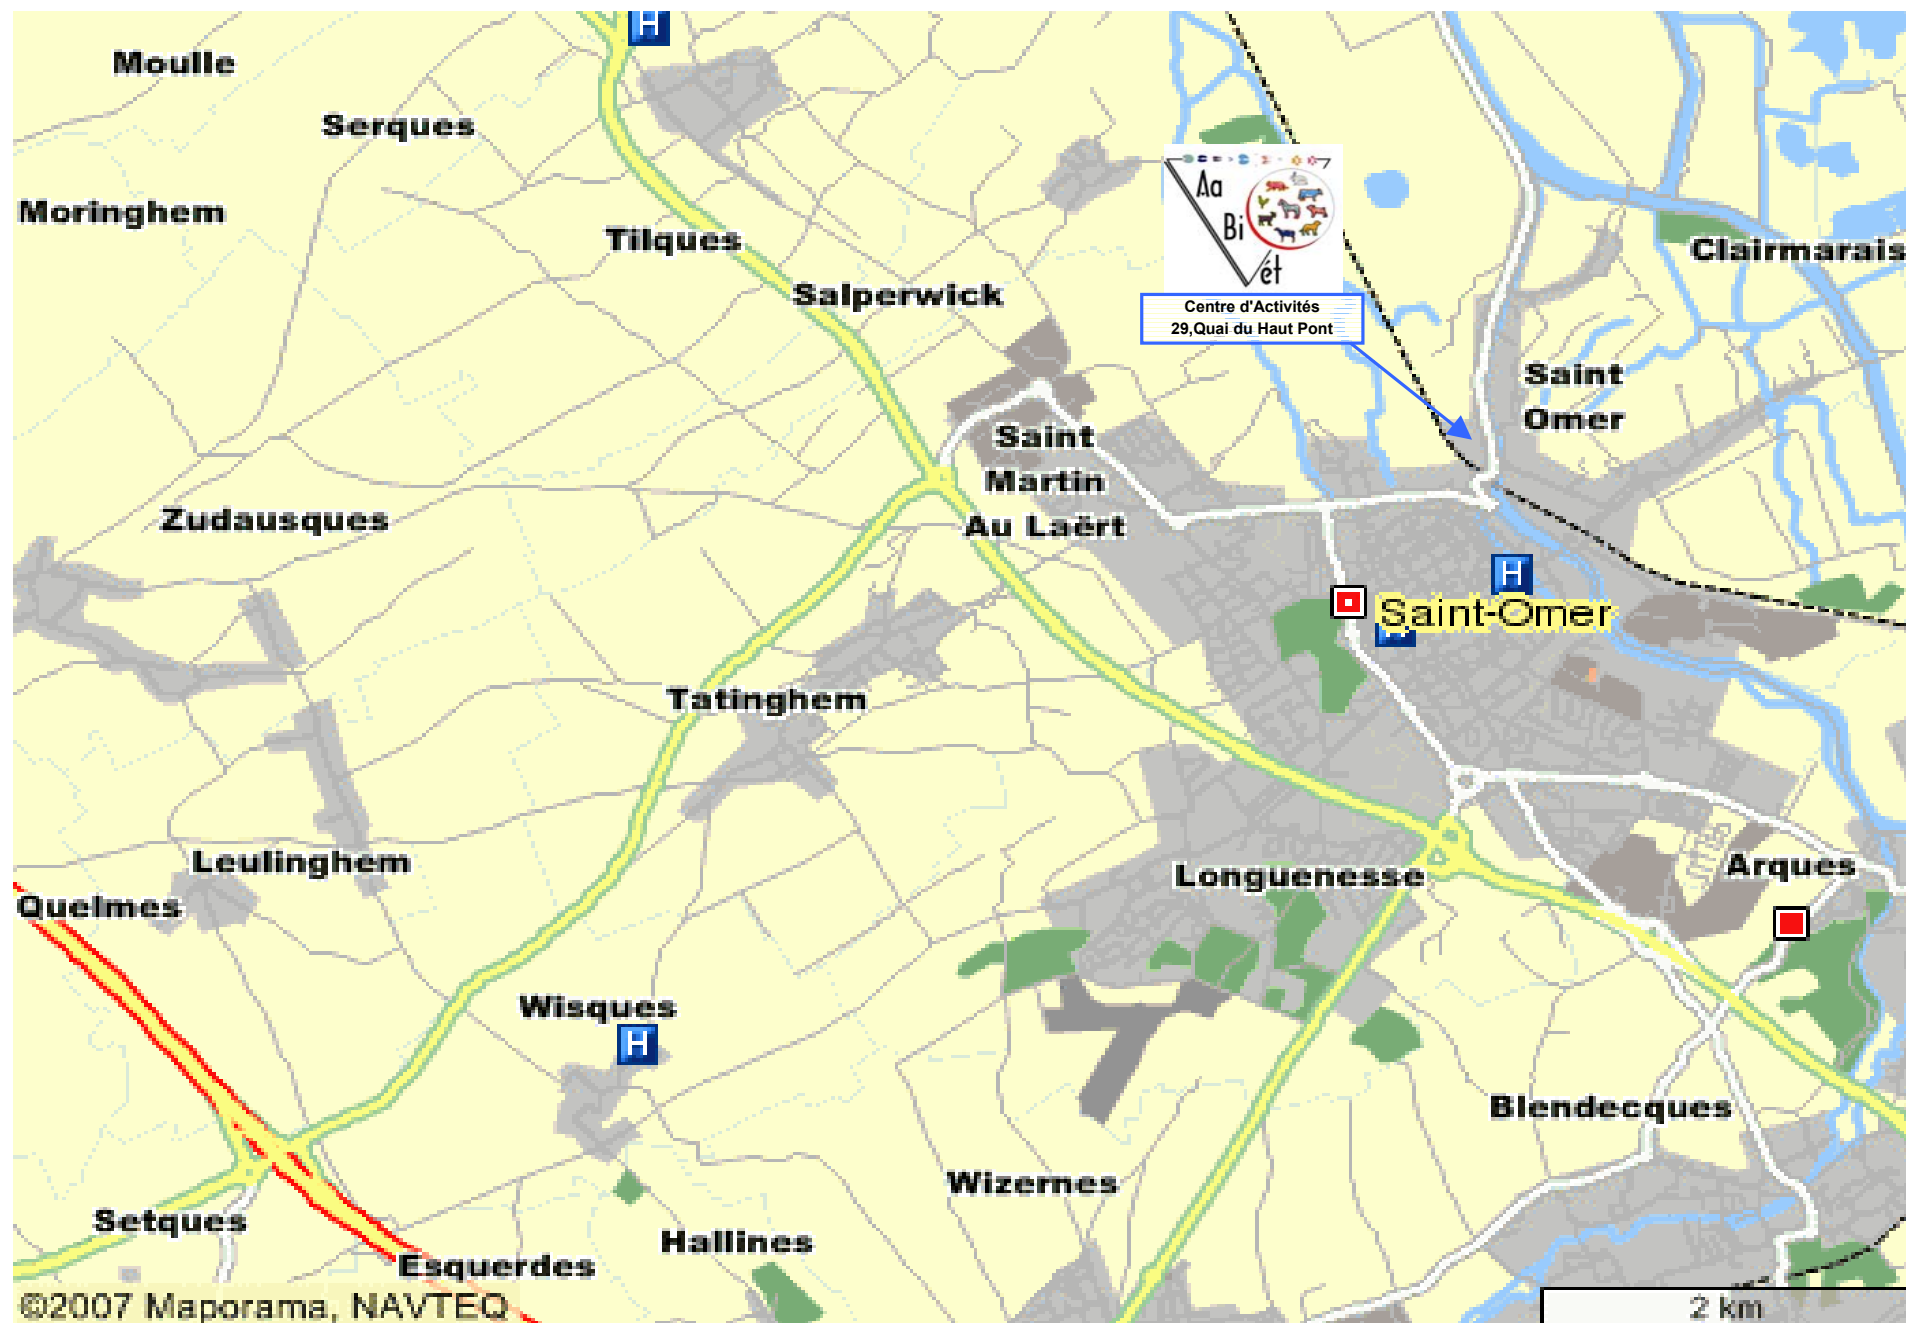 H
Moulle
Serques
Moringhem
Tilques
Salperwick
Aa
Bi
ét
Centre d'Activités
29,Quai du Haut Pont
Clairmarais
Saint
Omer
Saint
Martin
Au Laërt
Zudausques
H
Saint-Omer
H
Tatinghem
Leulinghem
Quelmes
Longuenesse
Arques
Wisques
H
Blendecques
Wizernes
Setques
Hallines
Esquerdes
©2007 Maporama, NAVTEQ
2 km